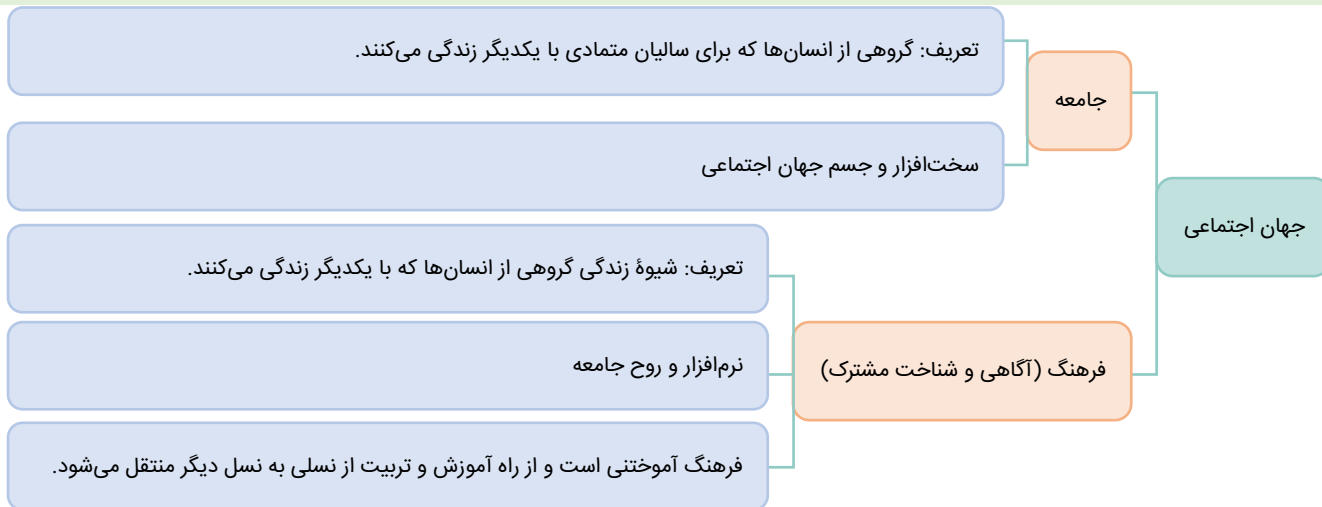 جهان اجتماعی
جامعه
تعریف: گروهی از انسان‌ها که برای سالیان متمادی با یکدیگر زندگی می‌کنند.
سخت‌افزار و جسم جهان اجتماعی
فرهنگ (آگاهی و شناخت مشترک)
تعریف: شیوهٔ زندگی گروهی از انسان‌ها که با یکدیگر زندگی می‌کنند.
نرم‌افزار و روح جامعه
فرهنگ آموختنی است و از راه آموزش و تربیت از نسلی به نسل دیگر منتقل می‌شود.